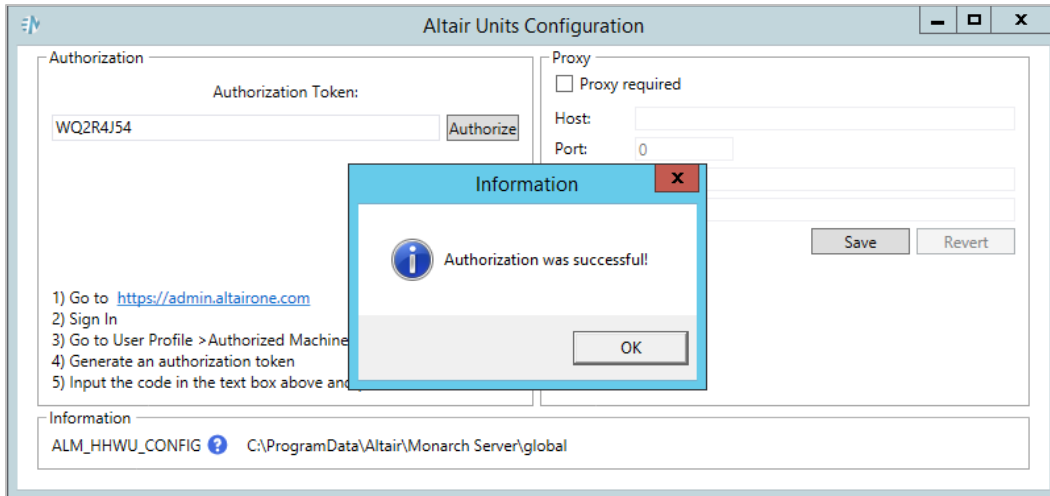 Altair Units Configuration
Authorization
Authorization Token:
WQ2R4J54
Authorize
1) Go to https://admin.altairone.com
2) Sign In
3) Go to User Profile >Authorized Machine
4) Generate an authorization token
5) Input the code in the text box above and
Proxy
Proxy required
Host:
Port:
0
Save
Revert
Information
Authorization was successful!
OK
Information
ALM_HHWU_CONFIG
C:\ProgramData\Altair\Monarch Server\global